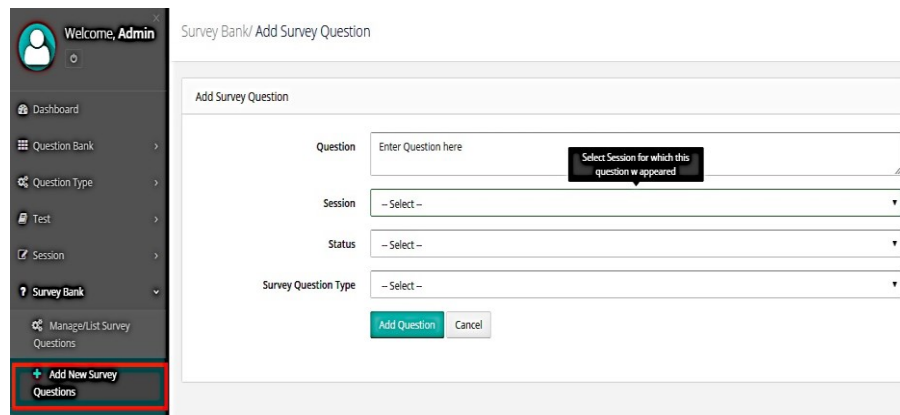 Welcome, Admin
Dashboard
Question Bank
Question Type
Test
Session
Survey Bank
Manage/List Survey
Questions
Add New Survey
Questions
Survey Bank/ Add Survey Question
Add Survey Question
Question
Enter Question here
Select Session for which this
question w appeared
Session
-- Select --
Status
-- Select --
Survey Question Type
-- Select --
Add Question
Cancel